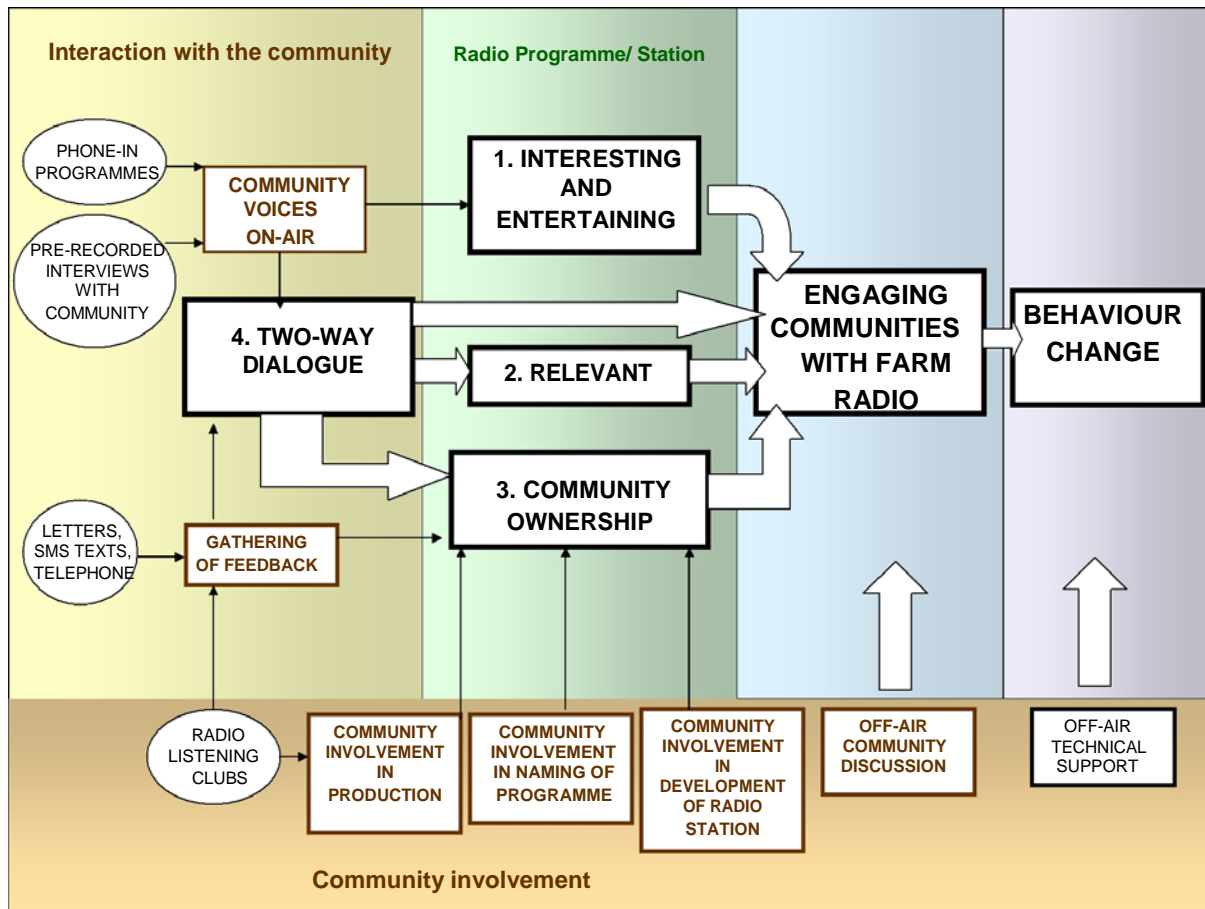 Interaction with the community
Radio Programme/ Station
PHONE-IN
PROGRAMMES
COMMUNITY
VOICES
ON-AIR
1. INTERESTING
AND
ENTERTAINING
PRE-RECORDED
INTERVIEWS
WITH
COMMUNITY
4. TWO-WAY
DIALOGUE
2. RELEVANT
ENGAGING
COMMUNITIES
WITH FARM
RADIO
BEHAVIOUR
CHANGE
3. COMMUNITY
OWNERSHIP
LETTERS,
SMS TEXTS,
TELEPHONE
GATHERING
OF FEEDBACK
RADIO
LISTENING
CLUBS
COMMUNITY
INVOLVEMENT
IN
PRODUCTION
COMMUNITY
INVOLVEMENT
IN NAMING OF
PROGRAMME
COMMUNITY
INVOLVEMENT
IN
DEVELOPMENT
OF RADIO
STATION
OFF-AIR
COMMUNITY
DISCUSSION
OFF-AIR
TECHNICAL
SUPPORT
Community involvement